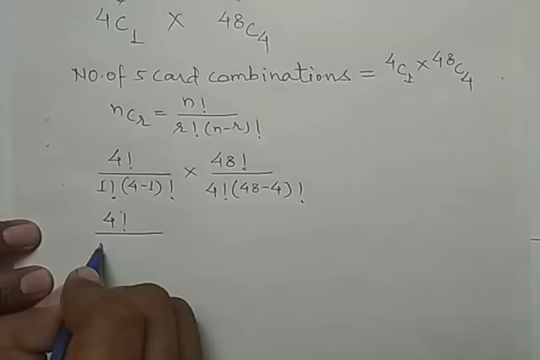 4C1 × 48C4
NO. of 5 card combinations = 4C1 × 48C4
nCr = n! / r!(n-r)!
4! / 1!(4-1)! × 48! / 4!(48-4)!
4!